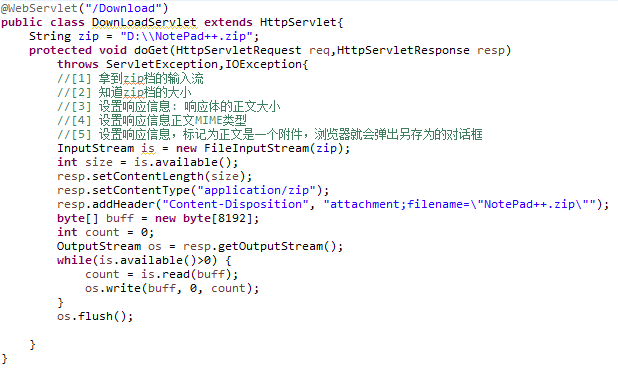 @WebServlet("/Download")
public class DownLoadServlet extends HttpServlet{
    String zip = "D:\\NotePad++.zip";
    protected void doGet(HttpServletRequest req,HttpServletResponse resp)
        throws ServletException,IOException{
        //[1] 拿到zip档的输入流
        //[2] 知道zip档的大小
        //[3] 设置响应信息: 响应体的正文大小
        //[4] 设置响应信息正文MIME类型
        //[5] 设置响应信息，标记为正文是一个附件，浏览器就会弹出另存为的对话框
        InputStream is = new FileInputStream(zip);
        int size = is.available();
        resp.setContentLength(size);
        resp.setContentType("application/zip");
        resp.addHeader("Content-Disposition", "attachment;filename=\"NotePad++.zip\"");
        byte[] buff = new byte[8192];
        int count = 0;
        OutputStream os = resp.getOutputStream();
        while(is.available()>0) {
            count = is.read(buff);
            os.write(buff, 0, count);
        }
        os.flush();
    }
}